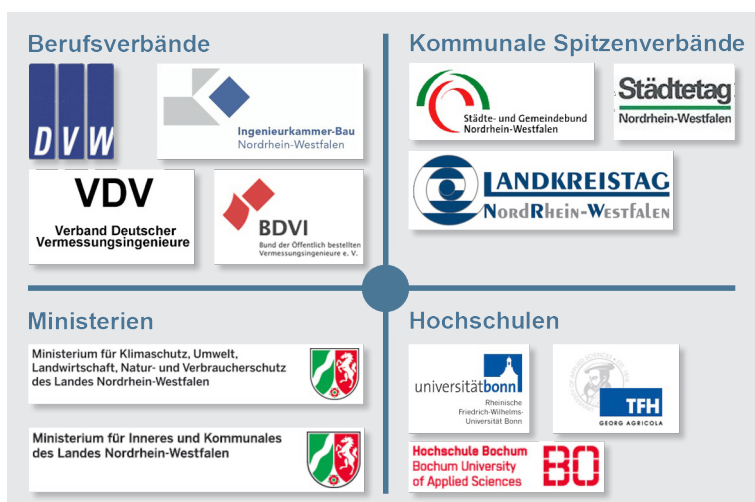 Berufsverbände
DVW
Ingenieurkammer-Bau
Nordrhein-Westfalen
VDV
Verband Deutscher
Vermessungsingenieure
BDVI
Bund der Öffentlich bestellten
Vermessungsingenieure e. V.
Kommunale Spitzenverbände
Städte- und Gemeindebund
Nordrhein-Westfalen
Städtetag
Nordrhein-Westfalen
LANDKREISTAG
NORDRHEIN-WESTFALEN
Ministerien
Ministerium für Klimaschutz, Umwelt,
Landwirtschaft, Natur- und Verbraucherschutz
des Landes Nordrhein-Westfalen
Ministerium für Inneres und Kommunales
des Landes Nordrhein-Westfalen
Hochschulen
universitätbonn
Rheinische
Friedrich-Wilhelms-
Universität Bonn
TFH
GEORG AGRICOLA
Hochschule Bochum
Bochum University
of Applied Sciences
BO